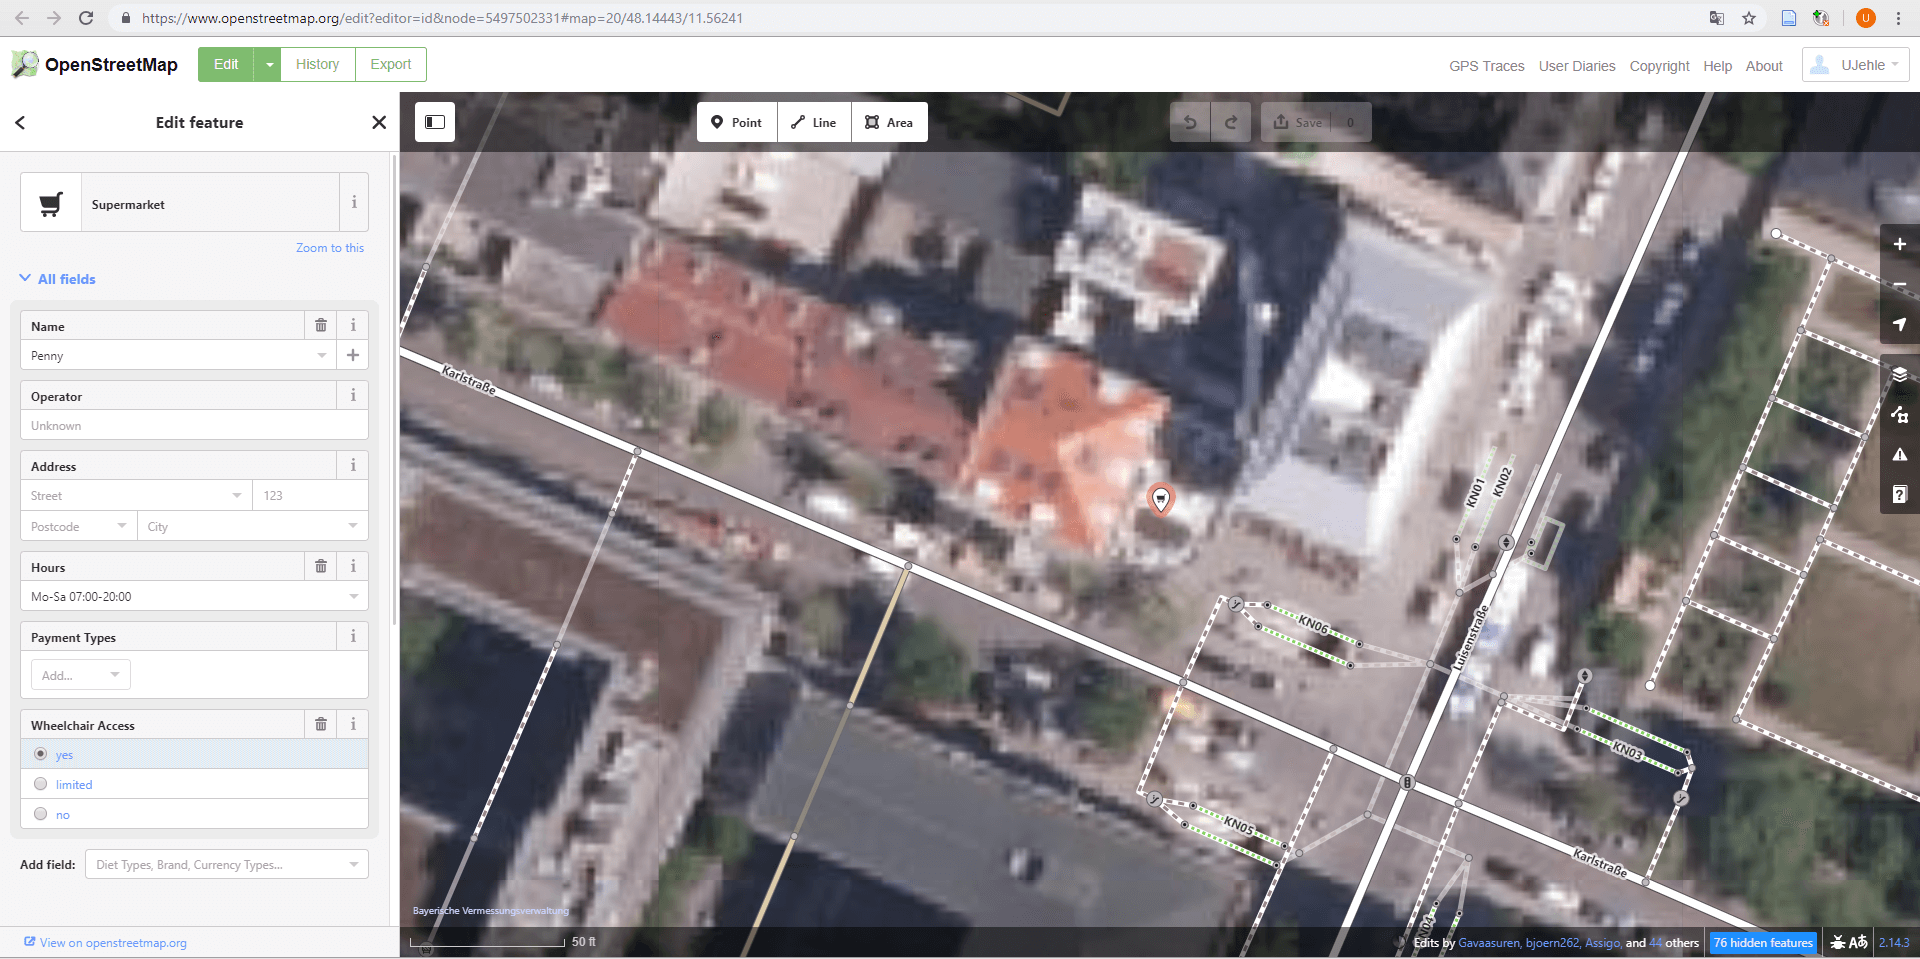 https://www.openstreetmap.org/edit?editor=id&node=5497502331#map=20/48.14443/11.56241
U
OpenStreetMap
Edit
History
Export
GPS Traces
User Diaries
Copyright
Help
About
UJehle
Edit feature
Point
Line
Area
Save
0
Supermarket
i
Zoom to this
All fields
Name
i
Penny
Operator
i
Unknown
Address
i
Street
123
Postcode
City
Hours
i
Mo-Sa 07:00-20:00
Payment Types
i
Add...
Wheelchair Access
i
yes
limited
no
Add field:
Diet Types, Brand, Currency Types...
View on openstreetmap.org
Karlstraße
KN01
KN02
KN06
Luisenstraße
KN03
KN05
Karlstraße
KN04
Bayerische Vermessungsverwaltung
50 ft
Edits by Gavaasuren, bjoern262, Assigo, and 44 others
76 hidden features
2.14.3